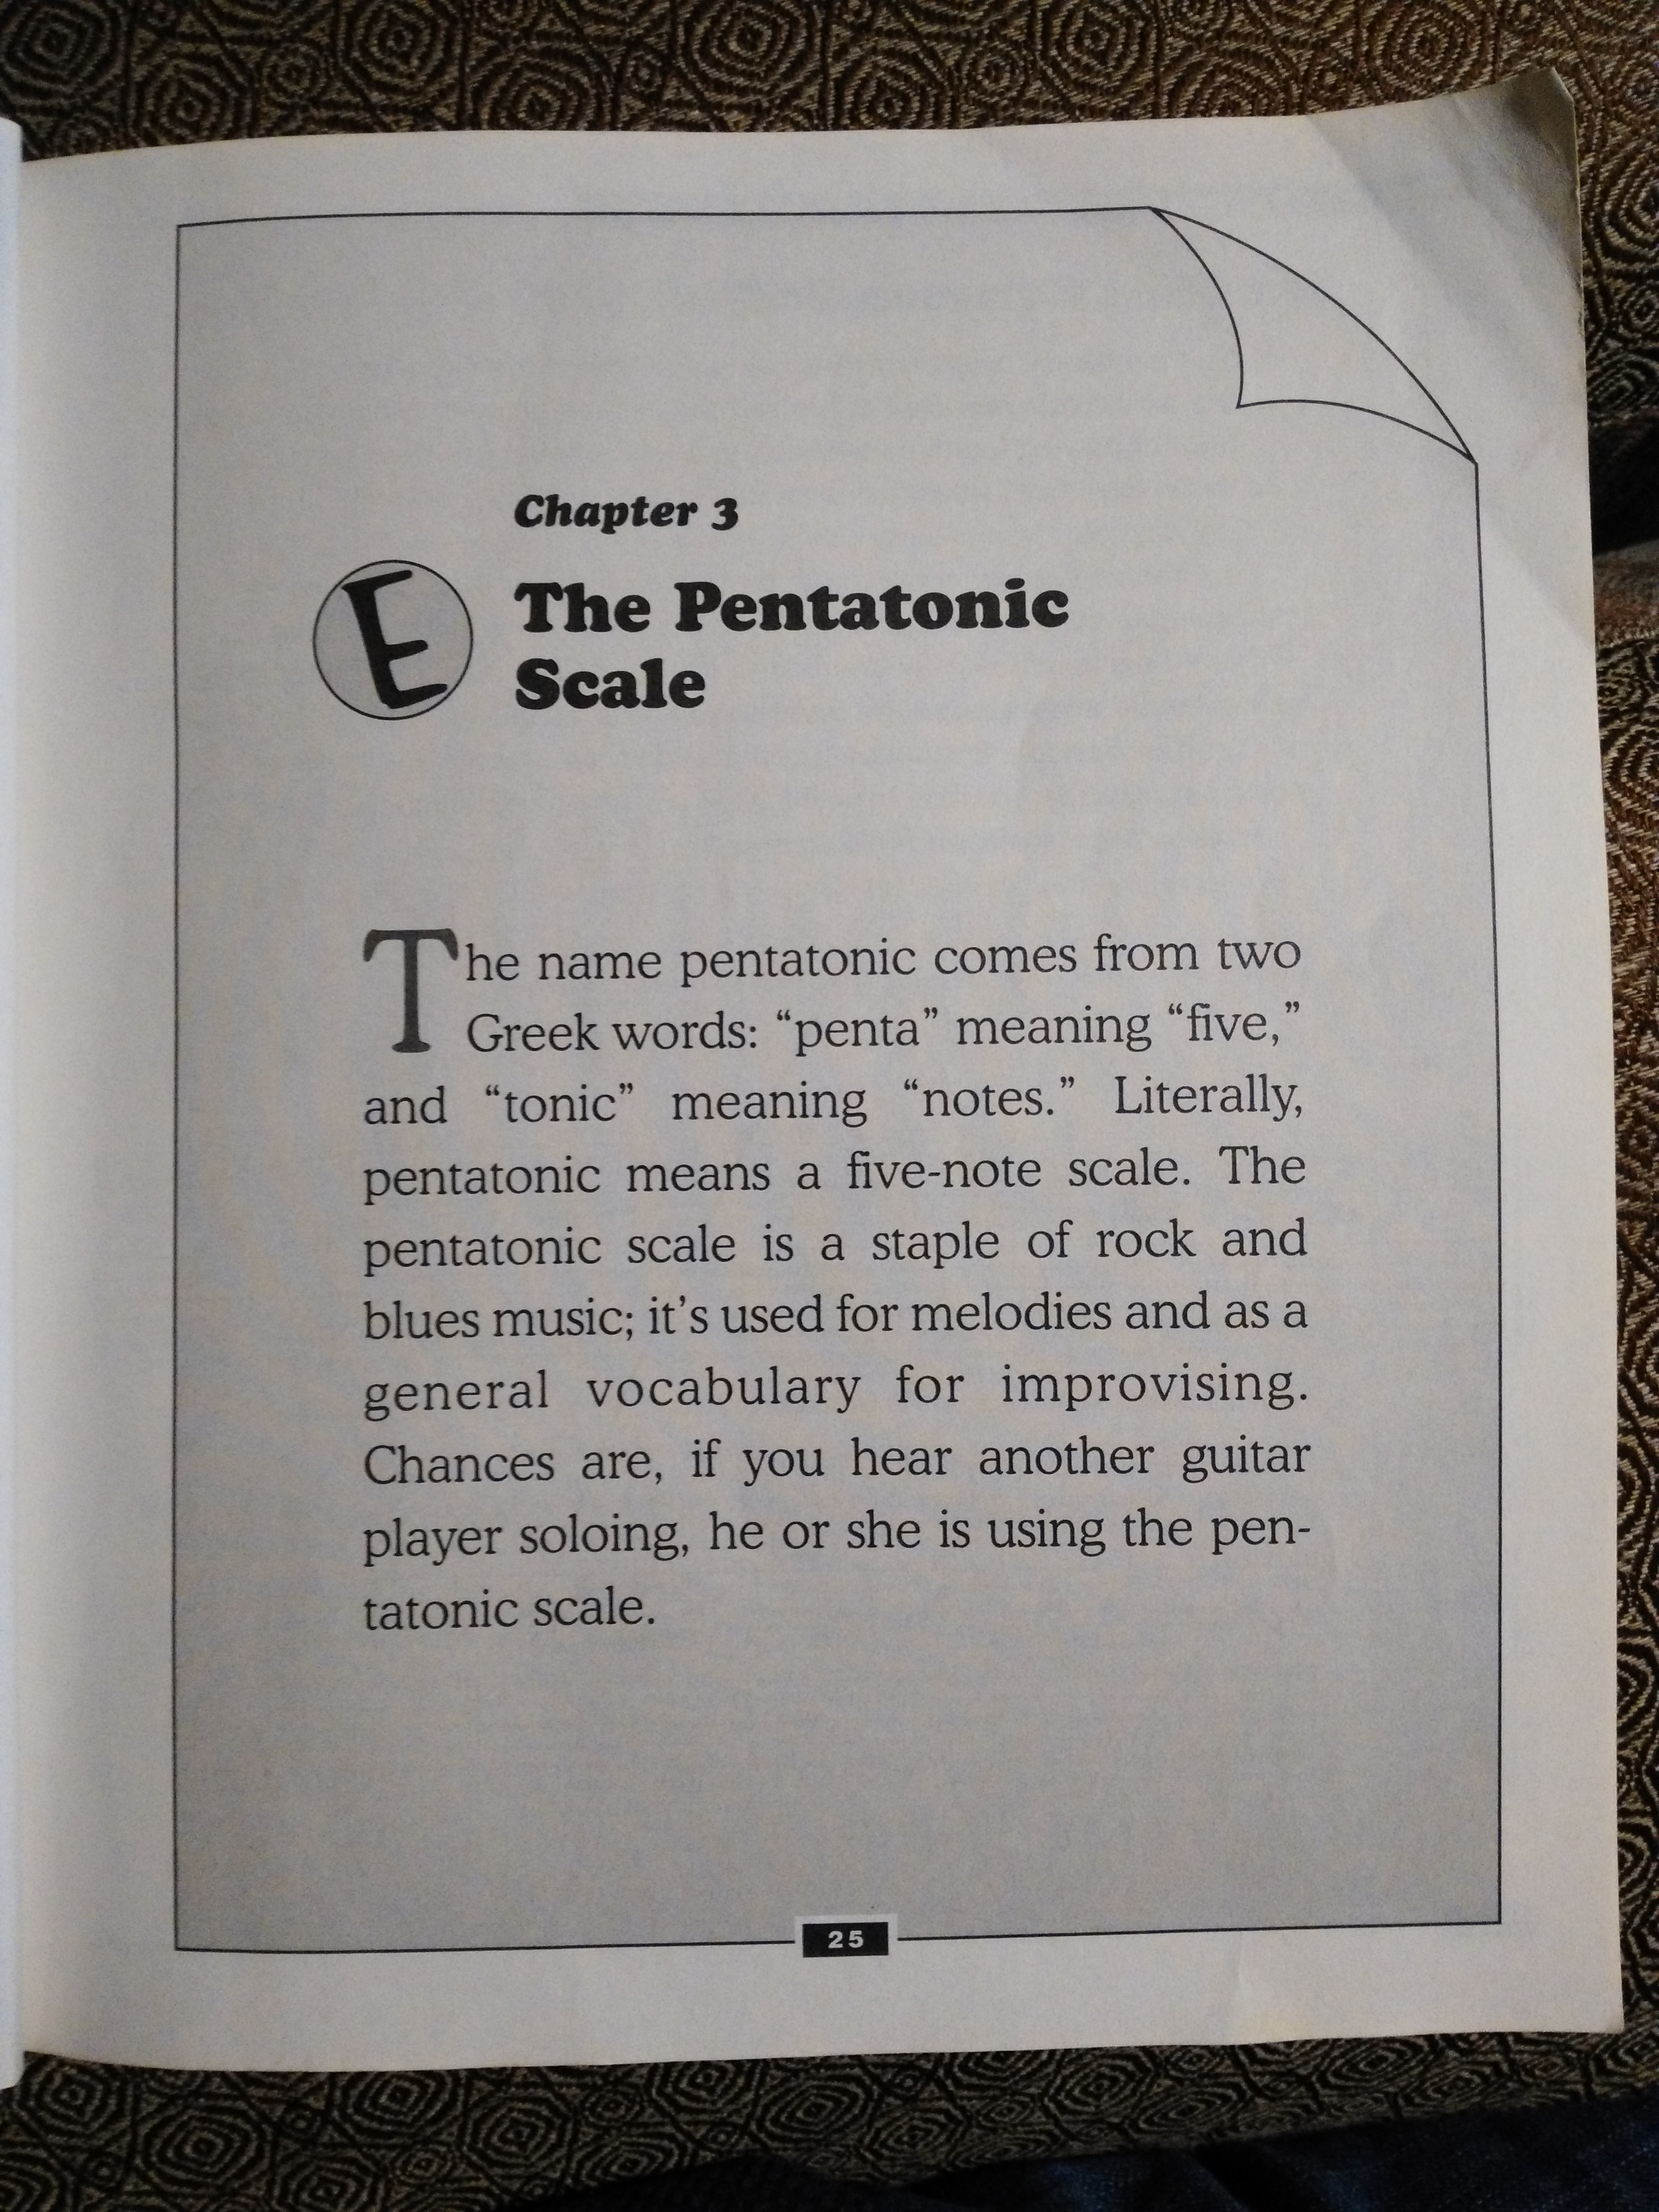 Chapter 3
E
The Pentatonic
Scale
The name pentatonic comes from two
Greek words: “penta” meaning “five,”
and “tonic” meaning “notes.” Literally,
pentatonic means a five-note scale. The
pentatonic scale is a staple of rock and
blues music; it’s used for melodies and as a
general vocabulary for improvising.
Chances are, if you hear another guitar
player soloing, he or she is using the pen-
tatonic scale.
25